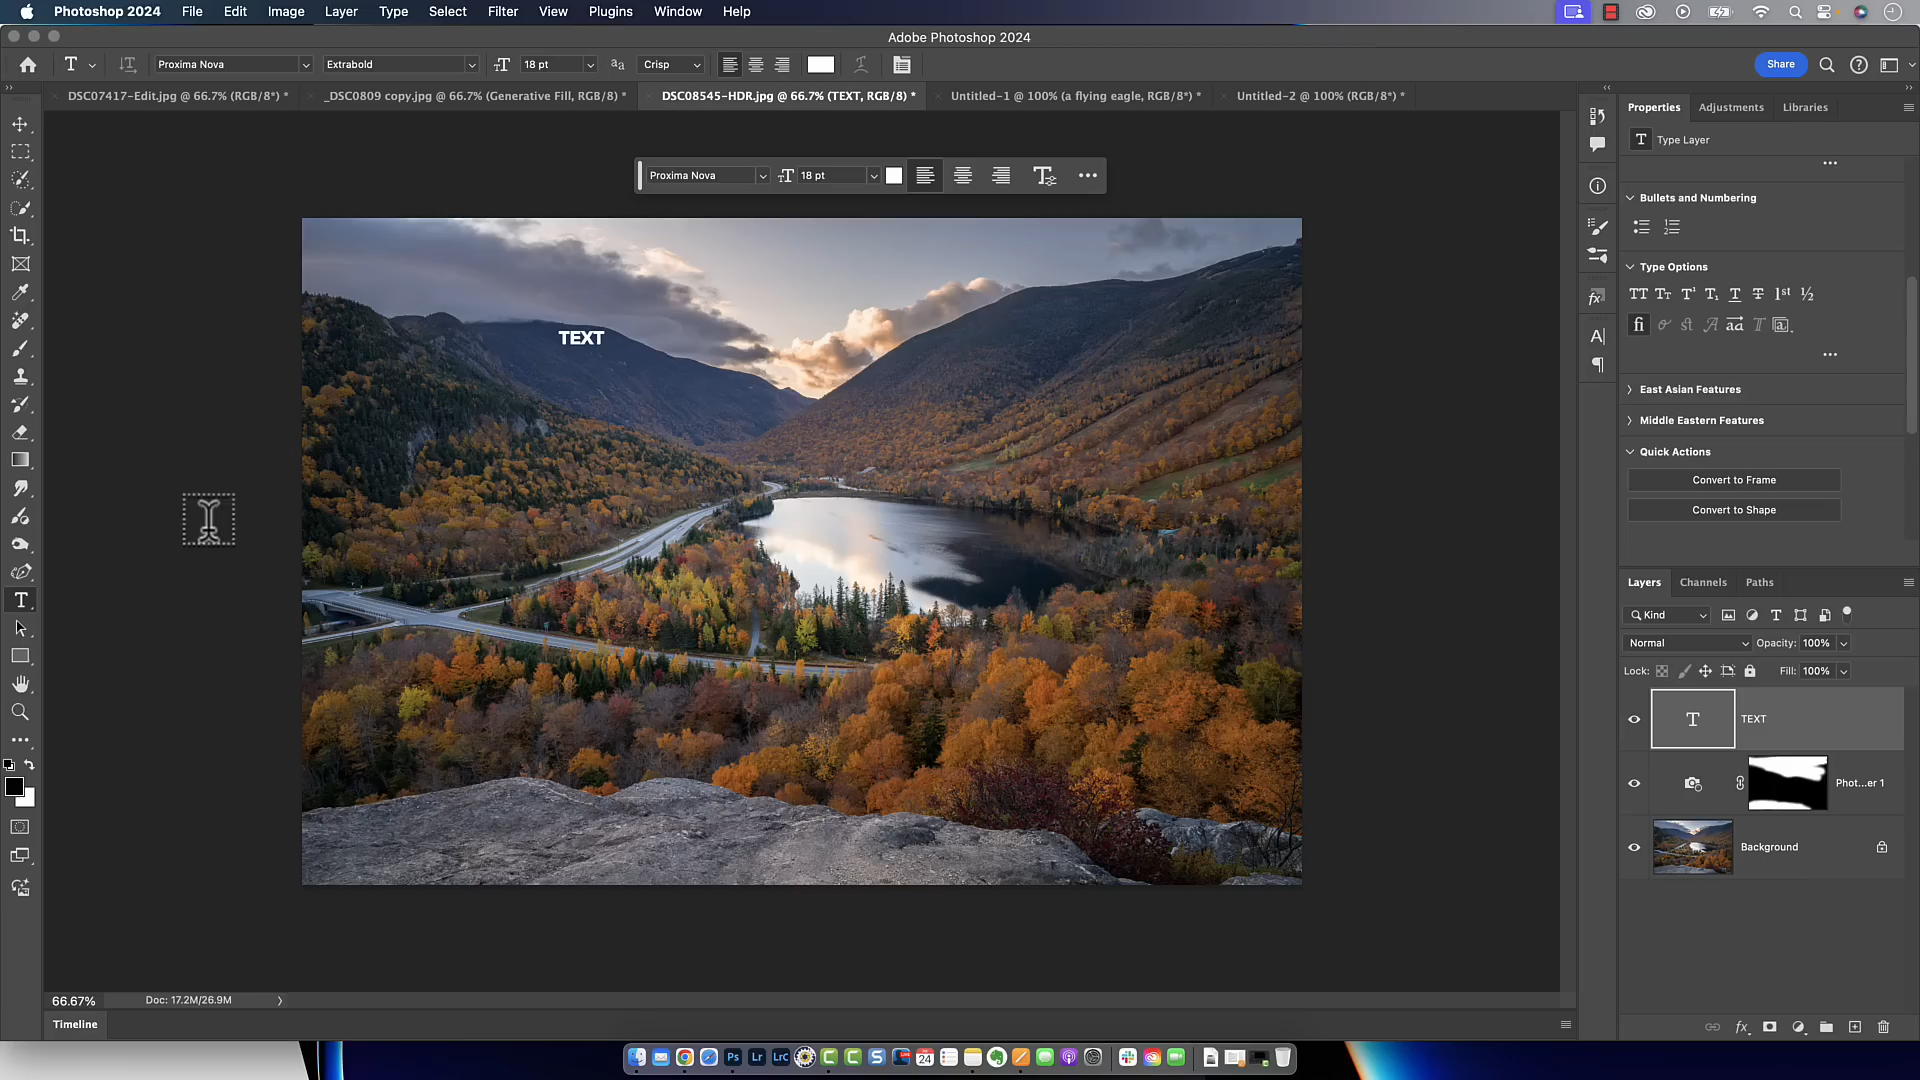 Photoshop 2024 File Edit Image Layer Type Select Filter View Plugins Window Help
Adobe Photoshop 2024
Proxima Nova Extrabold 18 pt Crisp Share
DSC07417-Edit.jpg @ 66.7% (RGB/8*) * _DSC0809 copy.jpg @ 66.7% (Generative Fill, RGB/8) * DSC08545-HDR.jpg @ 66.7% (TEXT, RGB/8) * Untitled-1 @ 100% (a flying eagle, RGB/8*) * Untitled-2 @ 100% (RGB/8*) *
Properties Adjustments Libraries
Type Layer
Proxima Nova 18 pt
Bullets and Numbering
Type Options
TEXT
East Asian Features
Middle Eastern Features
Quick Actions
Convert to Frame
Convert to Shape
Layers Channels Paths
Kind
Normal Opacity: 100%
Lock: Fill: 100%
TEXT
Phot...er 1
Background
66.67% Doc: 17.2M/26.9M
Timeline
Ps Lr LrC 24